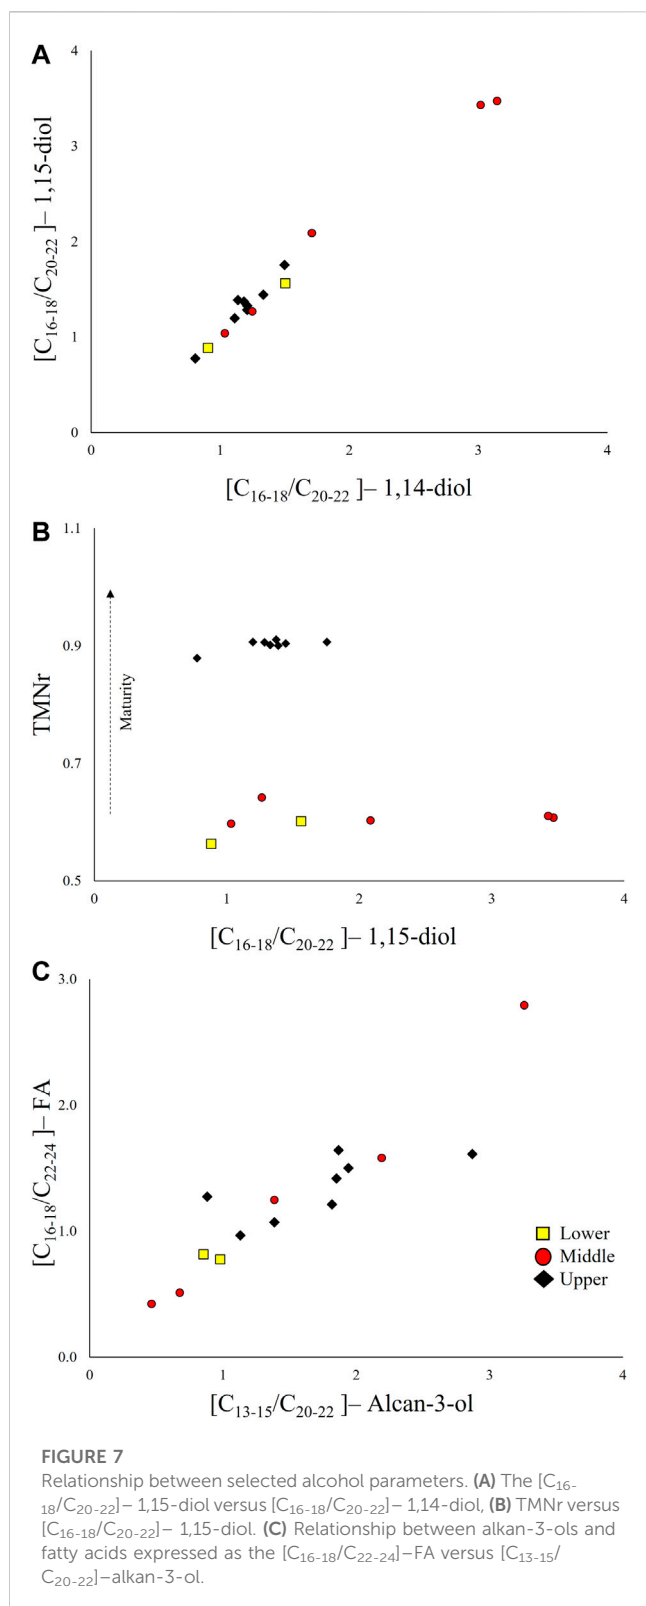 A
4
3
2
1
0
0 1 2 3 4
[C16-18/C20-22 ]– 1,15-diol
[C16-18/C20-22 ]– 1,14-diol
B
1.1
0.9
0.7
0.5
0 1 2 3 4
TMNr
Maturity
[C16-18/C20-22 ]– 1,15-diol
C
3.0
2.0
1.0
0.0
0 1 2 3 4
[C16-18/C22-24]– FA
Lower
Middle
Upper
[C13-15/C20-22 ]– Alcan-3-ol
FIGURE 7
Relationship between selected alcohol parameters. (A) The [C16-
18/C20-22]– 1,15-diol versus [C16-18/C20-22]– 1,14-diol, (B) TMNr versus
[C16-18/C20-22]– 1,15-diol. (C) Relationship between alkan-3-ols and
fatty acids expressed as the [C16-18/C22-24]–FA versus [C13-15/
C20-22]–alkan-3-ol.